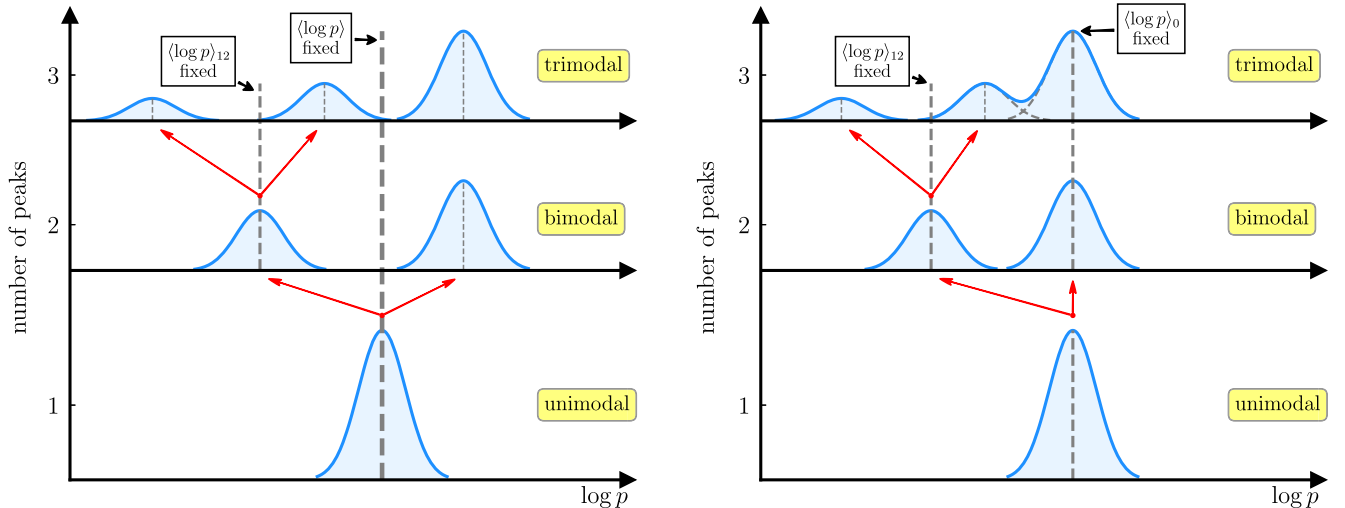 ⟨log p⟩₁₂
fixed
⟨log p⟩
fixed
trimodal
3
number of peaks
bimodal
2
unimodal
1
log p
⟨log p⟩₁₂
fixed
⟨log p⟩₀
fixed
trimodal
3
number of peaks
bimodal
2
unimodal
1
log p